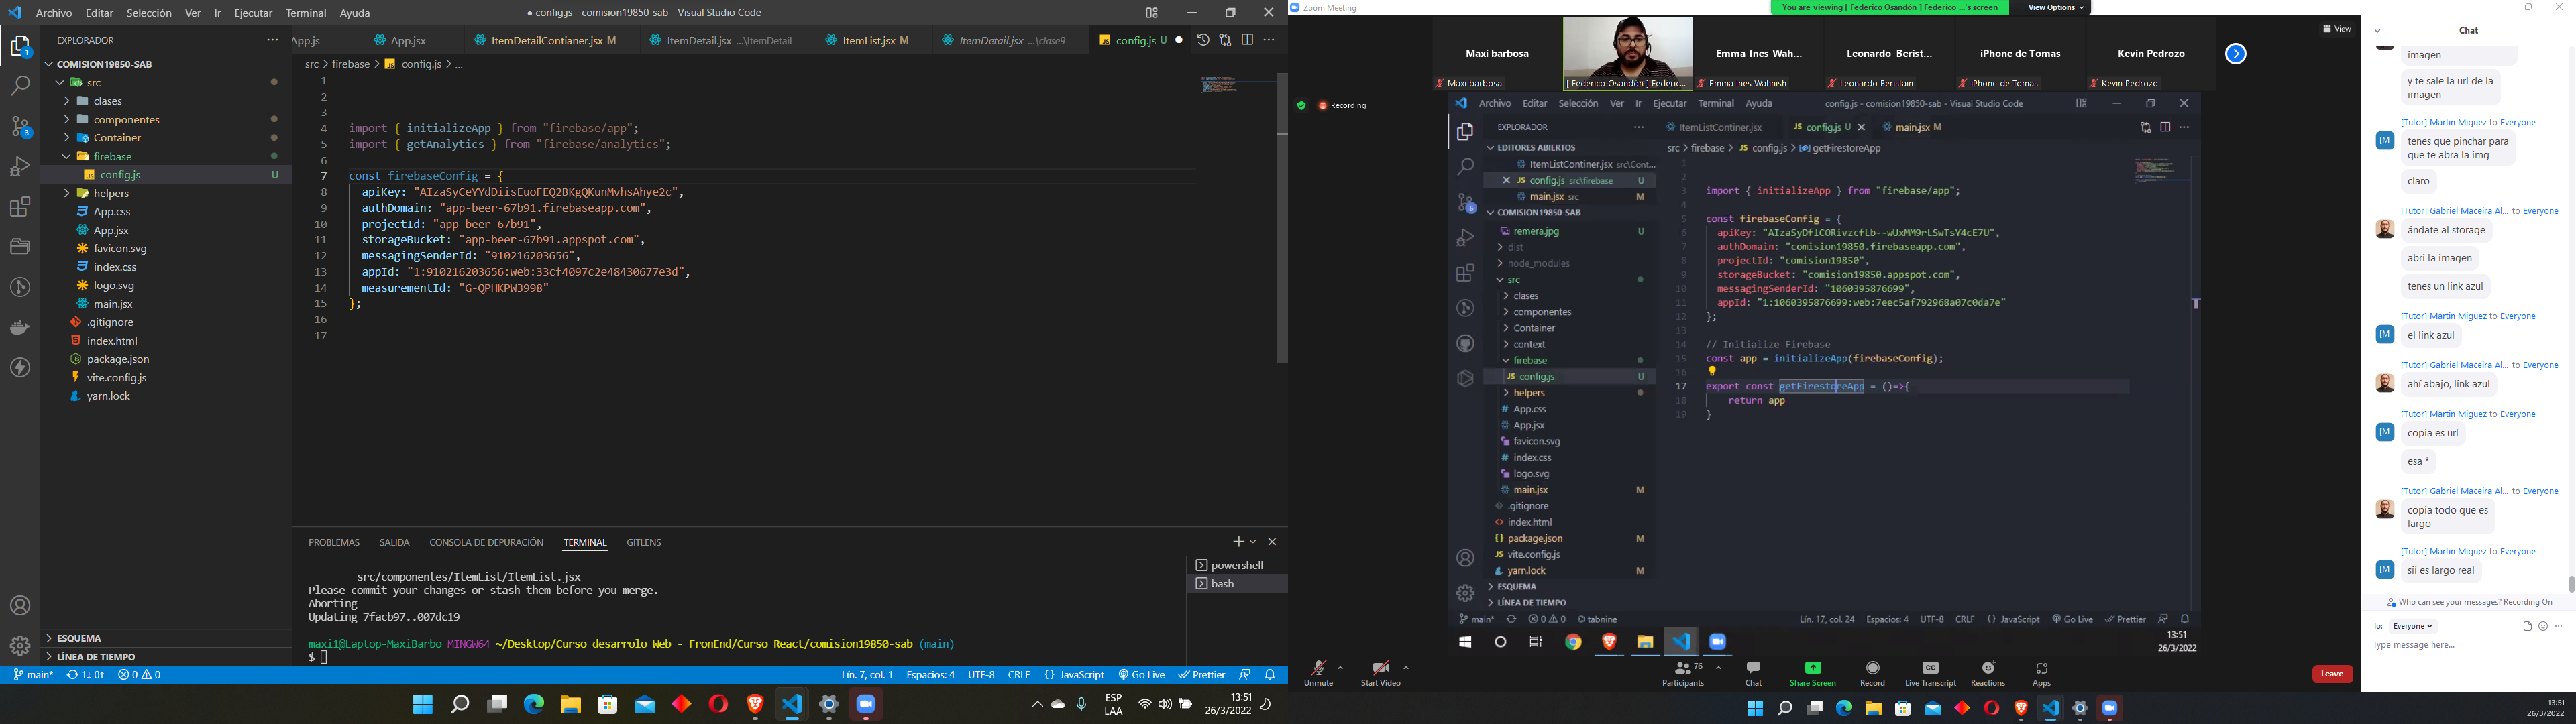 Archivo Editar Selección Ver Ir Ejecutar Terminal Ayuda
● config.js - comision19850-sab - Visual Studio Code
EXPLORADOR
COMISION19850-SAB
src
clases
componentes
Container
firebase
config.js U
helpers
App.css
App.jsx
favicon.svg
index.css
logo.svg
main.jsx
.gitignore
index.html
package.json
vite.config.js
yarn.lock
ESQUEMA
LÍNEA DE TIEMPO
App.js App.jsx ItemDetailContianer.jsx M ItemDetail.jsx ...\ItemDetail ItemList.jsx M ItemDetail.jsx ...\clase9 config.js U
src > firebase > config.js > ...
1
2
3
4 import { initializeApp } from "firebase/app";
5 import { getAnalytics } from "firebase/analytics";
6
7 const firebaseConfig = {
8 apiKey: "AIzaSyCeYYdDiisEuoFEQ2BKgQKunMvhsAhye2c",
9 authDomain: "app-beer-67b91.firebaseapp.com",
10 projectId: "app-beer-67b91",
11 storageBucket: "app-beer-67b91.appspot.com",
12 messagingSenderId: "910216203656",
13 appId: "1:910216203656:web:33cf4097c2e48430677e3d",
14 measurementId: "G-QPHKPW3998"
15 };
16
17
PROBLEMS SALIDA CONSOLA DE DEPURACIÓN TERMINAL GITLENS
powershell
bash
src/componentes/ItemList/ItemList.jsx
Please commit your changes or stash them before you merge.
Aborting
Updating 7facb97..007dc19
maxi1@Laptop-MaxiBarbo MINGW64 ~/Desktop/Curso desarrolo Web - FronEnd/Curso React/comision19850-sab (main)
$
main* 1↓ 0↑ 0 0
Lín. 7, col. 1 Espacios: 4 UTF-8 CRLF JavaScript Go Live Prettier
ESP
LAA
13:51
26/3/2022
Zoom Meeting
You are viewing [ Federico Osandón ] Federico ...'s screen View Options
View
Maxi barbosa
Emma Ines Wah...
Leonardo Berist...
iPhone de Tomas
Kevin Pedrozo
Maxi barbosa
[ Federico Osandón ] Federic...
Emma Ines Wahnish
Leonardo Beristain
iPhone de Tomas
Kevin Pedrozo
Recording
Archivo Editar Selección Ver Ir Ejecutar Terminal Ayuda
config.js - comision19850-sab - Visual Studio Code
EXPLORADOR
EDITORES ABIERTOS
ItemListContiner.jsx src\Cont...
config.js src\firebase U
main.jsx src M
COMISION19850-SAB
remera.jpg U
dist
node_modules
src
clases
componentes
Container
context
firebase
config.js U
helpers
App.css
App.jsx
favicon.svg
index.css
logo.svg
main.jsx M
.gitignore
index.html
package.json M
vite.config.js
yarn.lock M
ESQUEMA
LÍNEA DE TIEMPO
ItemListContiner.jsx config.js U main.jsx M
src > firebase > config.js > getFirestoreApp
1
2
3 import { initializeApp } from "firebase/app";
4
5 const firebaseConfig = {
6 apiKey: "AIzaSyDflCORivzcfLb--wUxMM9rLSwTsY4cE7U",
7 authDomain: "comision19850.firebaseapp.com",
8 projectId: "comision19850",
9 storageBucket: "comision19850.appspot.com",
10 messagingSenderId: "1060395876699",
11 appId: "1:1060395876699:web:7eec5af792968a07c0da7e"
12 };
13
14 // Initialize Firebase
15 const app = initializeApp(firebaseConfig);
16
17 export const getFirestoreApp = ()=>{
18 return app
19 }
main* 0 0 tabnine
Lín. 17, col. 24 Espacios: 4 UTF-8 CRLF JavaScript Go Live Prettier
13:51
26/3/2022
Unmute
Start Video
Participants 76
Chat
Share Screen
Record
Live Transcript
Reactions
Apps
Leave
Chat
imagen
y te sale la url de la
imagen
[Tutor] Martin Miguez to Everyone
tenes que pinchar para
que te abra la img
claro
[Tutor] Gabriel Maceira Al... to Everyone
ándate al storage
abri la imagen
tenes un link azul
[Tutor] Martin Miguez to Everyone
el link azul
[Tutor] Gabriel Maceira Al... to Everyone
ahí abajo, link azul
[Tutor] Martin Miguez to Everyone
copia es url
esa *
[Tutor] Gabriel Maceira Al... to Everyone
copia todo que es
largo
[Tutor] Martin Miguez to Everyone
sii es largo real
Who can see your messages? Recording On
To: Everyone
Type message here...
13:51
26/3/2022